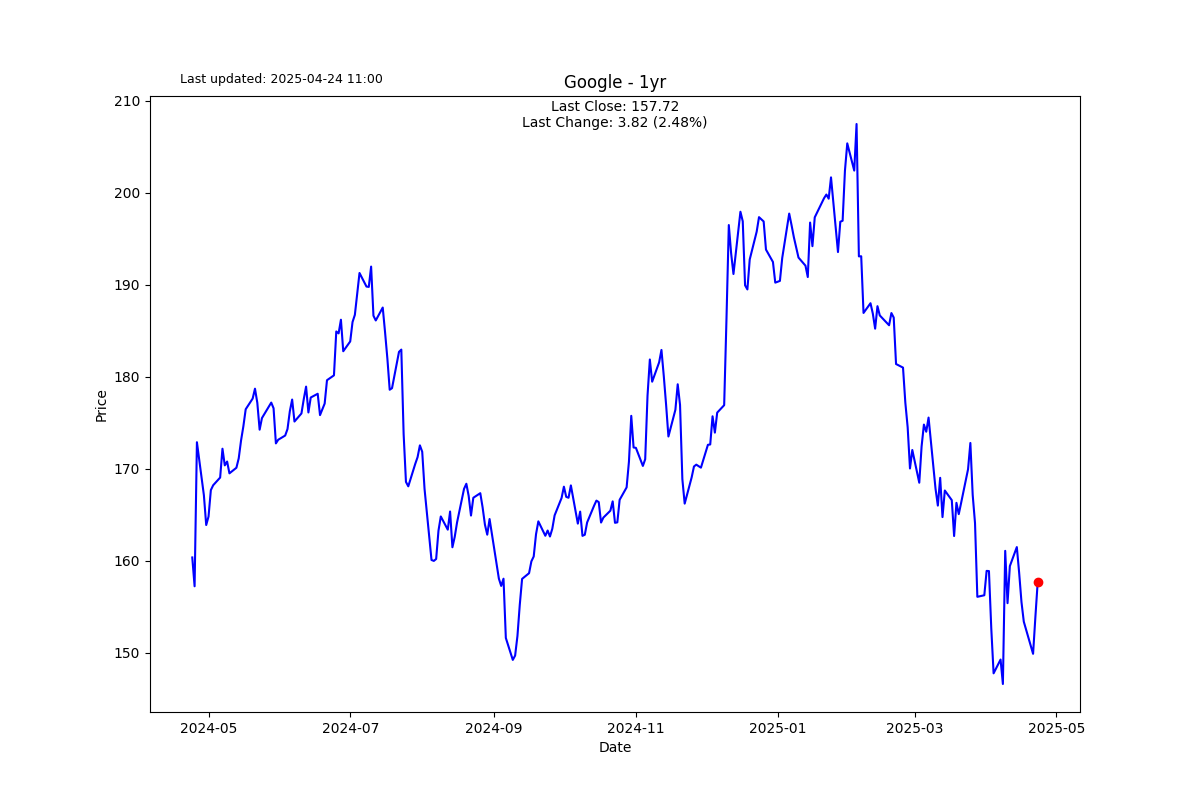 Last updated: 2025-04-24 11:00
Google - 1yr
Last Close: 157.72
Last Change: 3.82 (2.48%)
210
200
190
180
170
160
150
Price
2024-05
2024-07
2024-09
2024-11
2025-01
2025-03
2025-05
Date